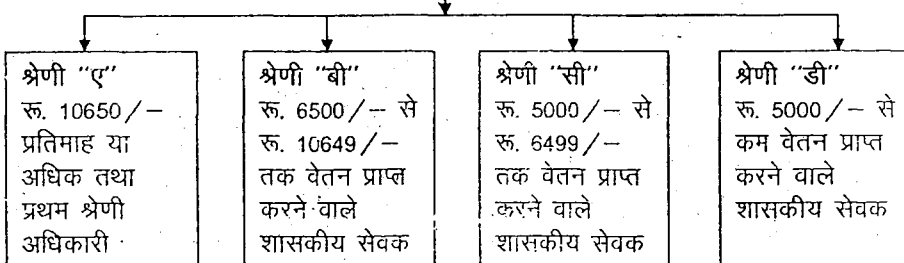 श्रेणी "ए"
रू. 10650/-
प्रतिमाह या
अधिक तथा
प्रथम श्रेणी
अधिकारी
श्रेणी "बी"
रू. 6500/- से
रू. 10649/-
तक वेतन प्राप्त
करने वाले
शासकीय सेवक
श्रेणी "सी"
रू. 5000/- से
रू. 6499/-
तक वेतन प्राप्त
करने वाले
शासकीय सेवक
श्रेणी "डी"
रू. 5000/- से
कम वेतन प्राप्त
करने वाले
शासकीय सेवक